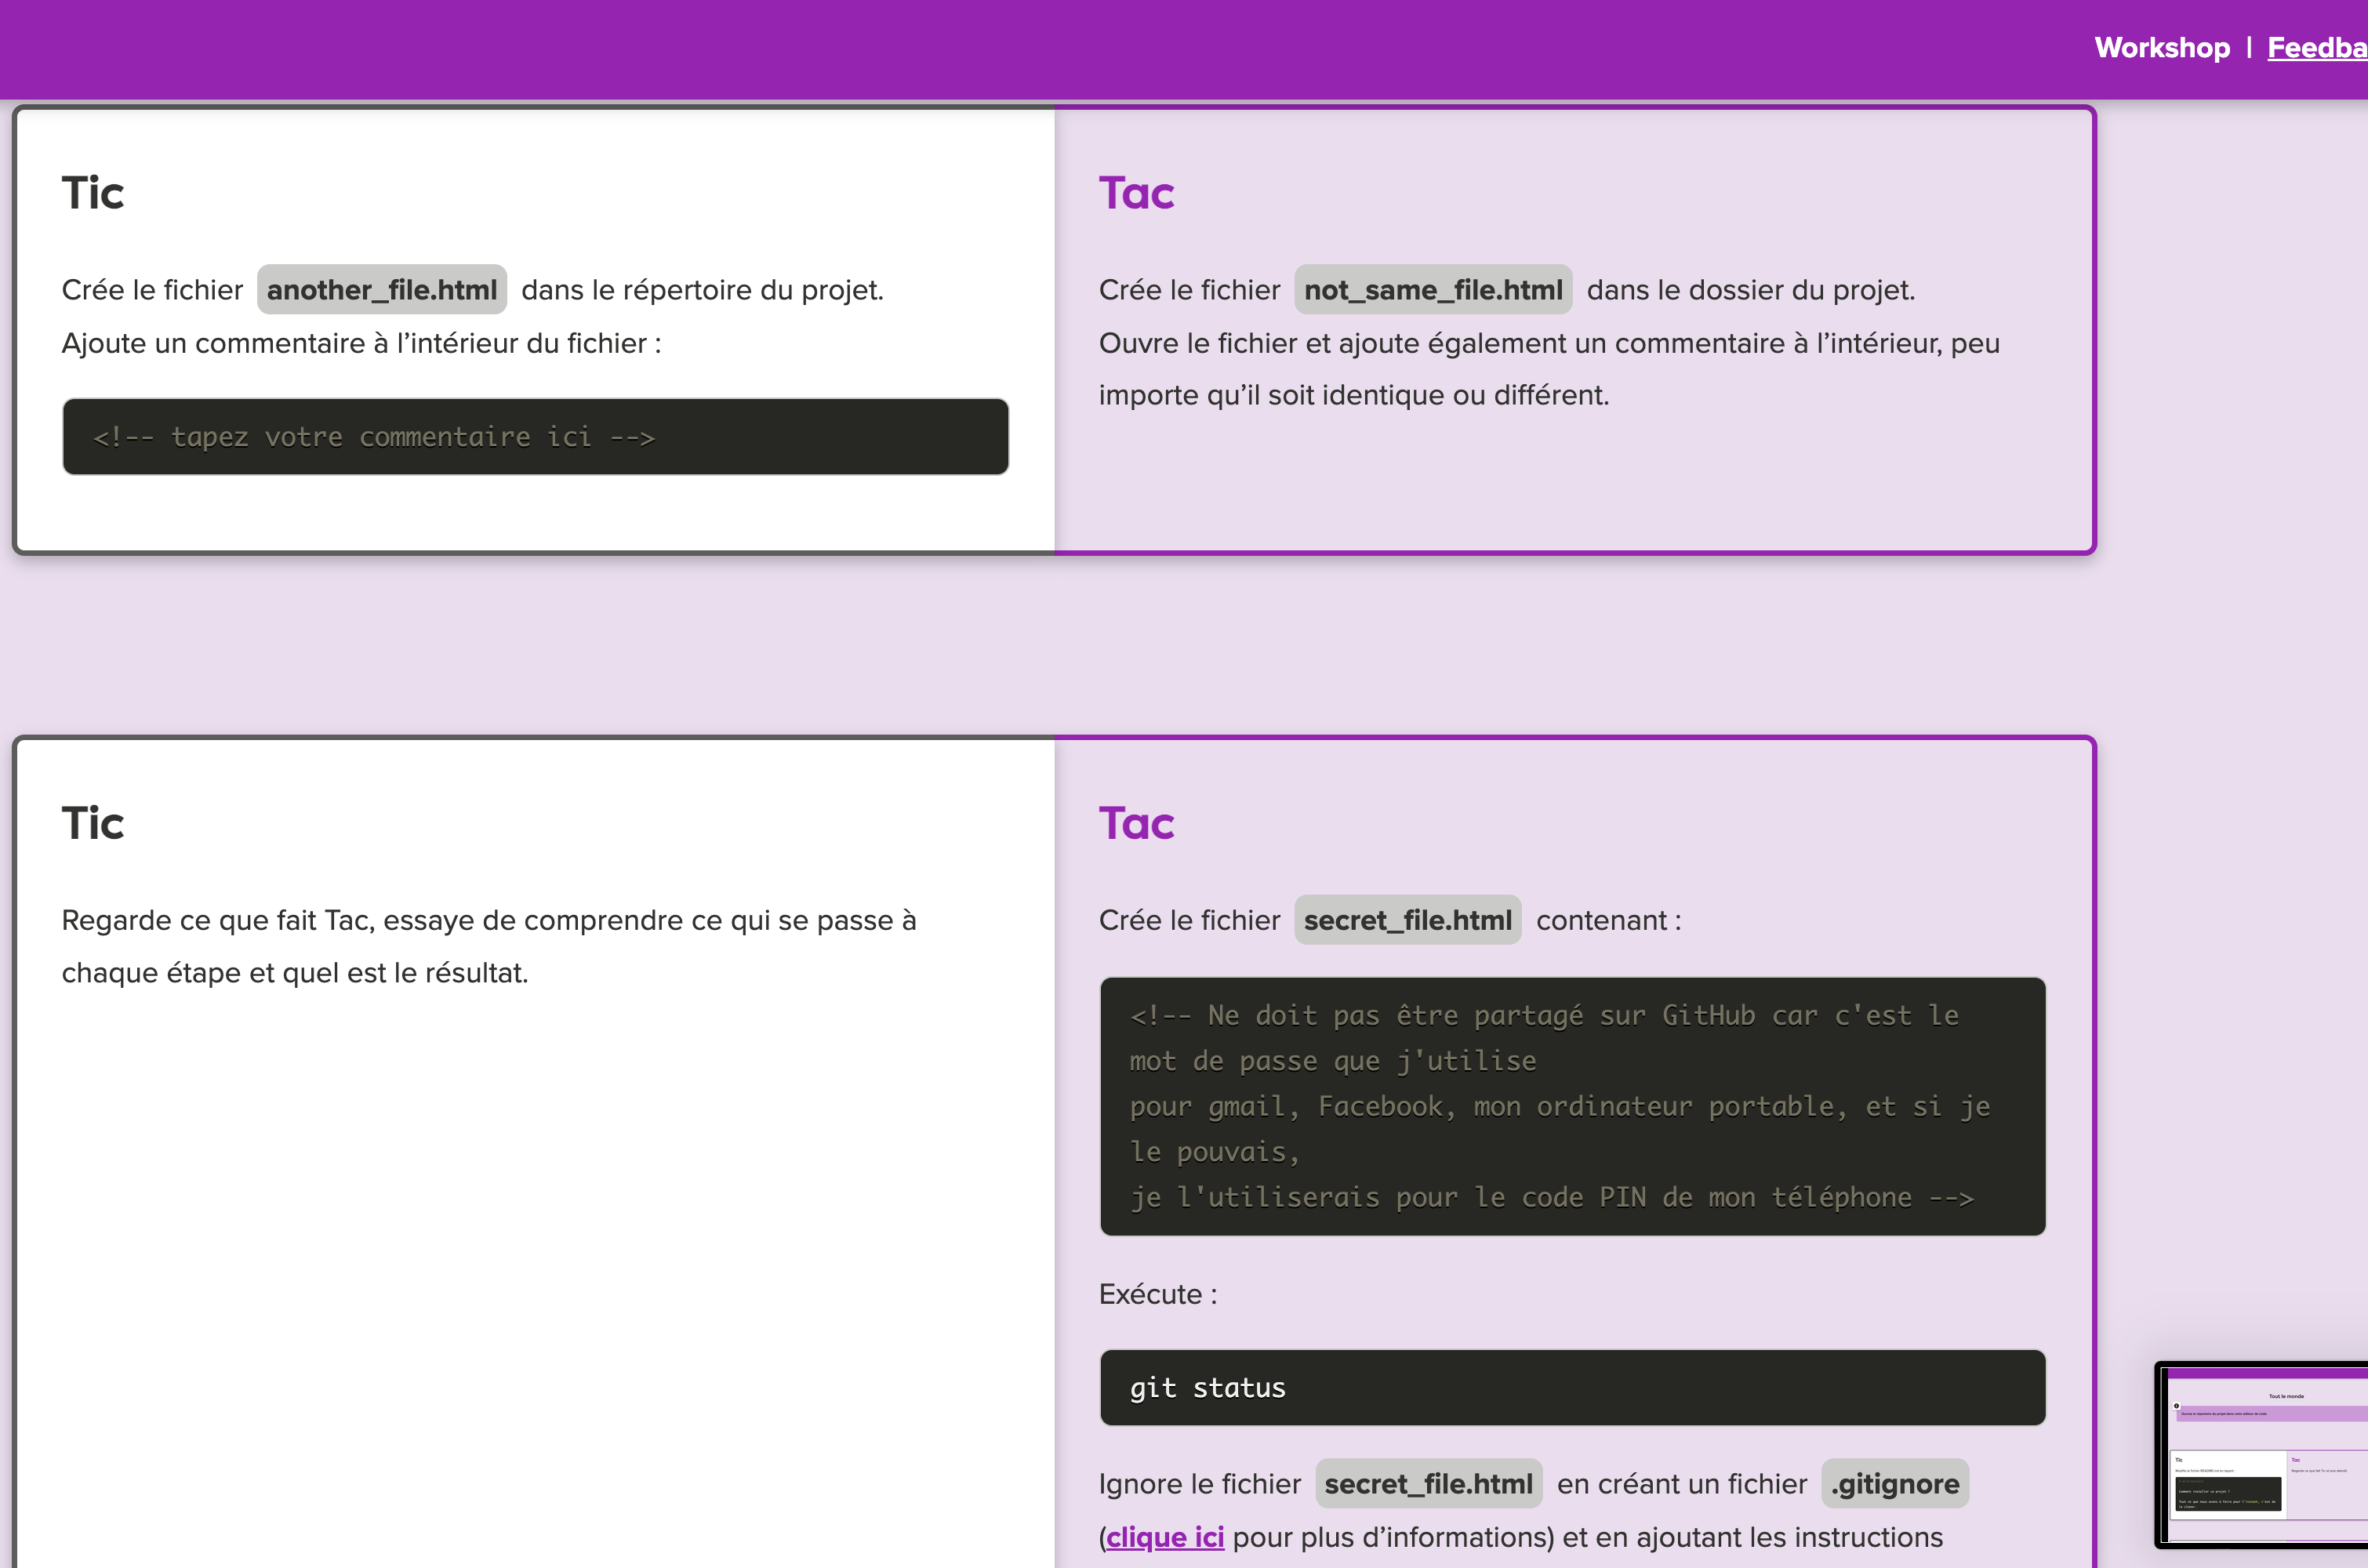 Workshop | Feedba
Tic
Crée le fichier another_file.html dans le répertoire du projet.
Ajoute un commentaire à l’intérieur du fichier :
<!-- tapez votre commentaire ici -->
Tac
Crée le fichier not_same_file.html dans le dossier du projet.
Ouvre le fichier et ajoute également un commentaire à l’intérieur, peu
importe qu’il soit identique ou différent.
Tic
Regarde ce que fait Tac, essaye de comprendre ce qui se passe à
chaque étape et quel est le résultat.
Tac
Crée le fichier secret_file.html contenant :
<!-- Ne doit pas être partagé sur GitHub car c'est le
mot de passe que j'utilise
pour gmail, Facebook, mon ordinateur portable, et si je
le pouvais,
je l'utiliserais pour le code PIN de mon téléphone -->
Exécute :
git status
Ignore le fichier secret_file.html en créant un fichier .gitignore
(clique ici pour plus d’informations) et en ajoutant les instructions
Tout le monde
Tic
Tac